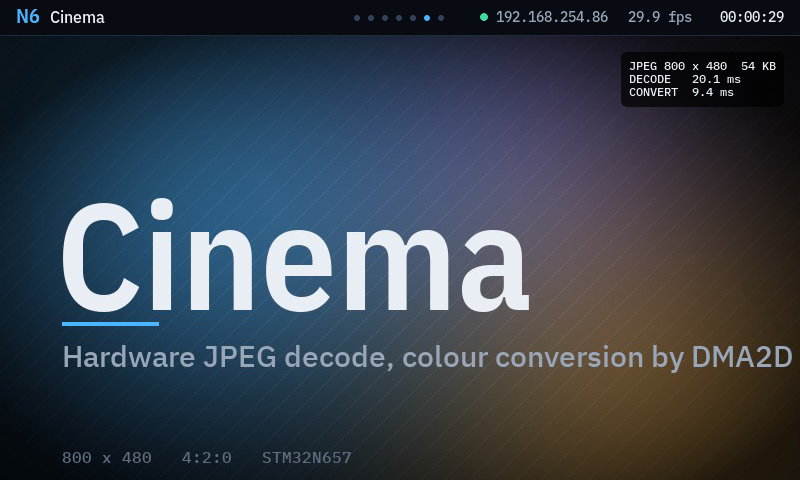 N6 Cinema 192.168.254.86 29.9 fps 00:00:29
JPEG 800 x 480 54 KB
DECODE 20.1 ms
CONVERT 9.4 ms
Cinema
Hardware JPEG decode, colour conversion by DMA2D
800 x 480 4:2:0 STM32N657